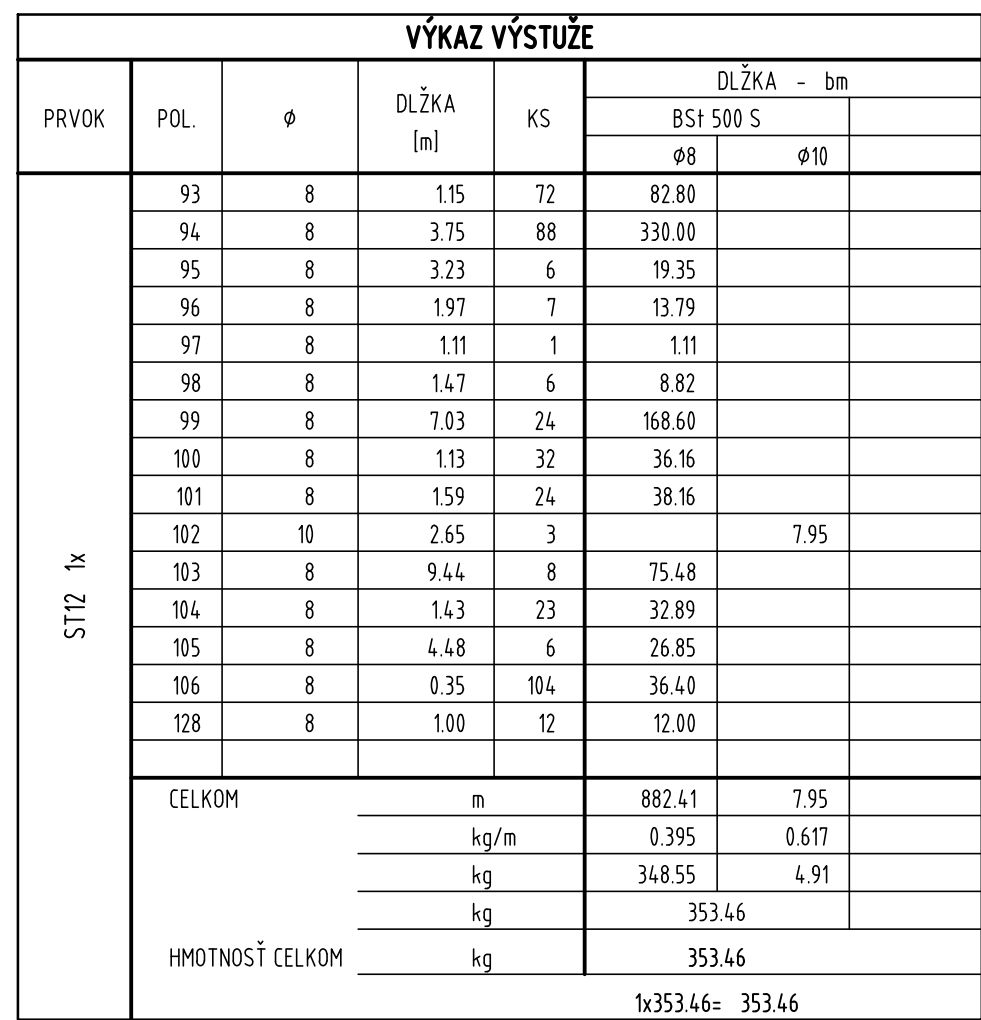 VÝKAZ VÝSTUŽE
PRVOK POL. ϕ DLŽKA [m] KS DLŽKA - bm
BSt 500 S
ϕ8 ϕ10
ST12 1x
93 8 1.15 72 82.80
94 8 3.75 88 330.00
95 8 3.23 6 19.35
96 8 1.97 7 13.79
97 8 1.11 1 1.11
98 8 1.47 6 8.82
99 8 7.03 24 168.60
100 8 1.13 32 36.16
101 8 1.59 24 38.16
102 10 2.65 3 7.95
103 8 9.44 8 75.48
104 8 1.43 23 32.89
105 8 4.48 6 26.85
106 8 0.35 104 36.40
128 8 1.00 12 12.00
CELKOM m 882.41 7.95
kg/m 0.395 0.617
kg 348.55 4.91
kg 353.46
HMOTNOSŤ CELKOM kg 353.46
1x353.46= 353.46